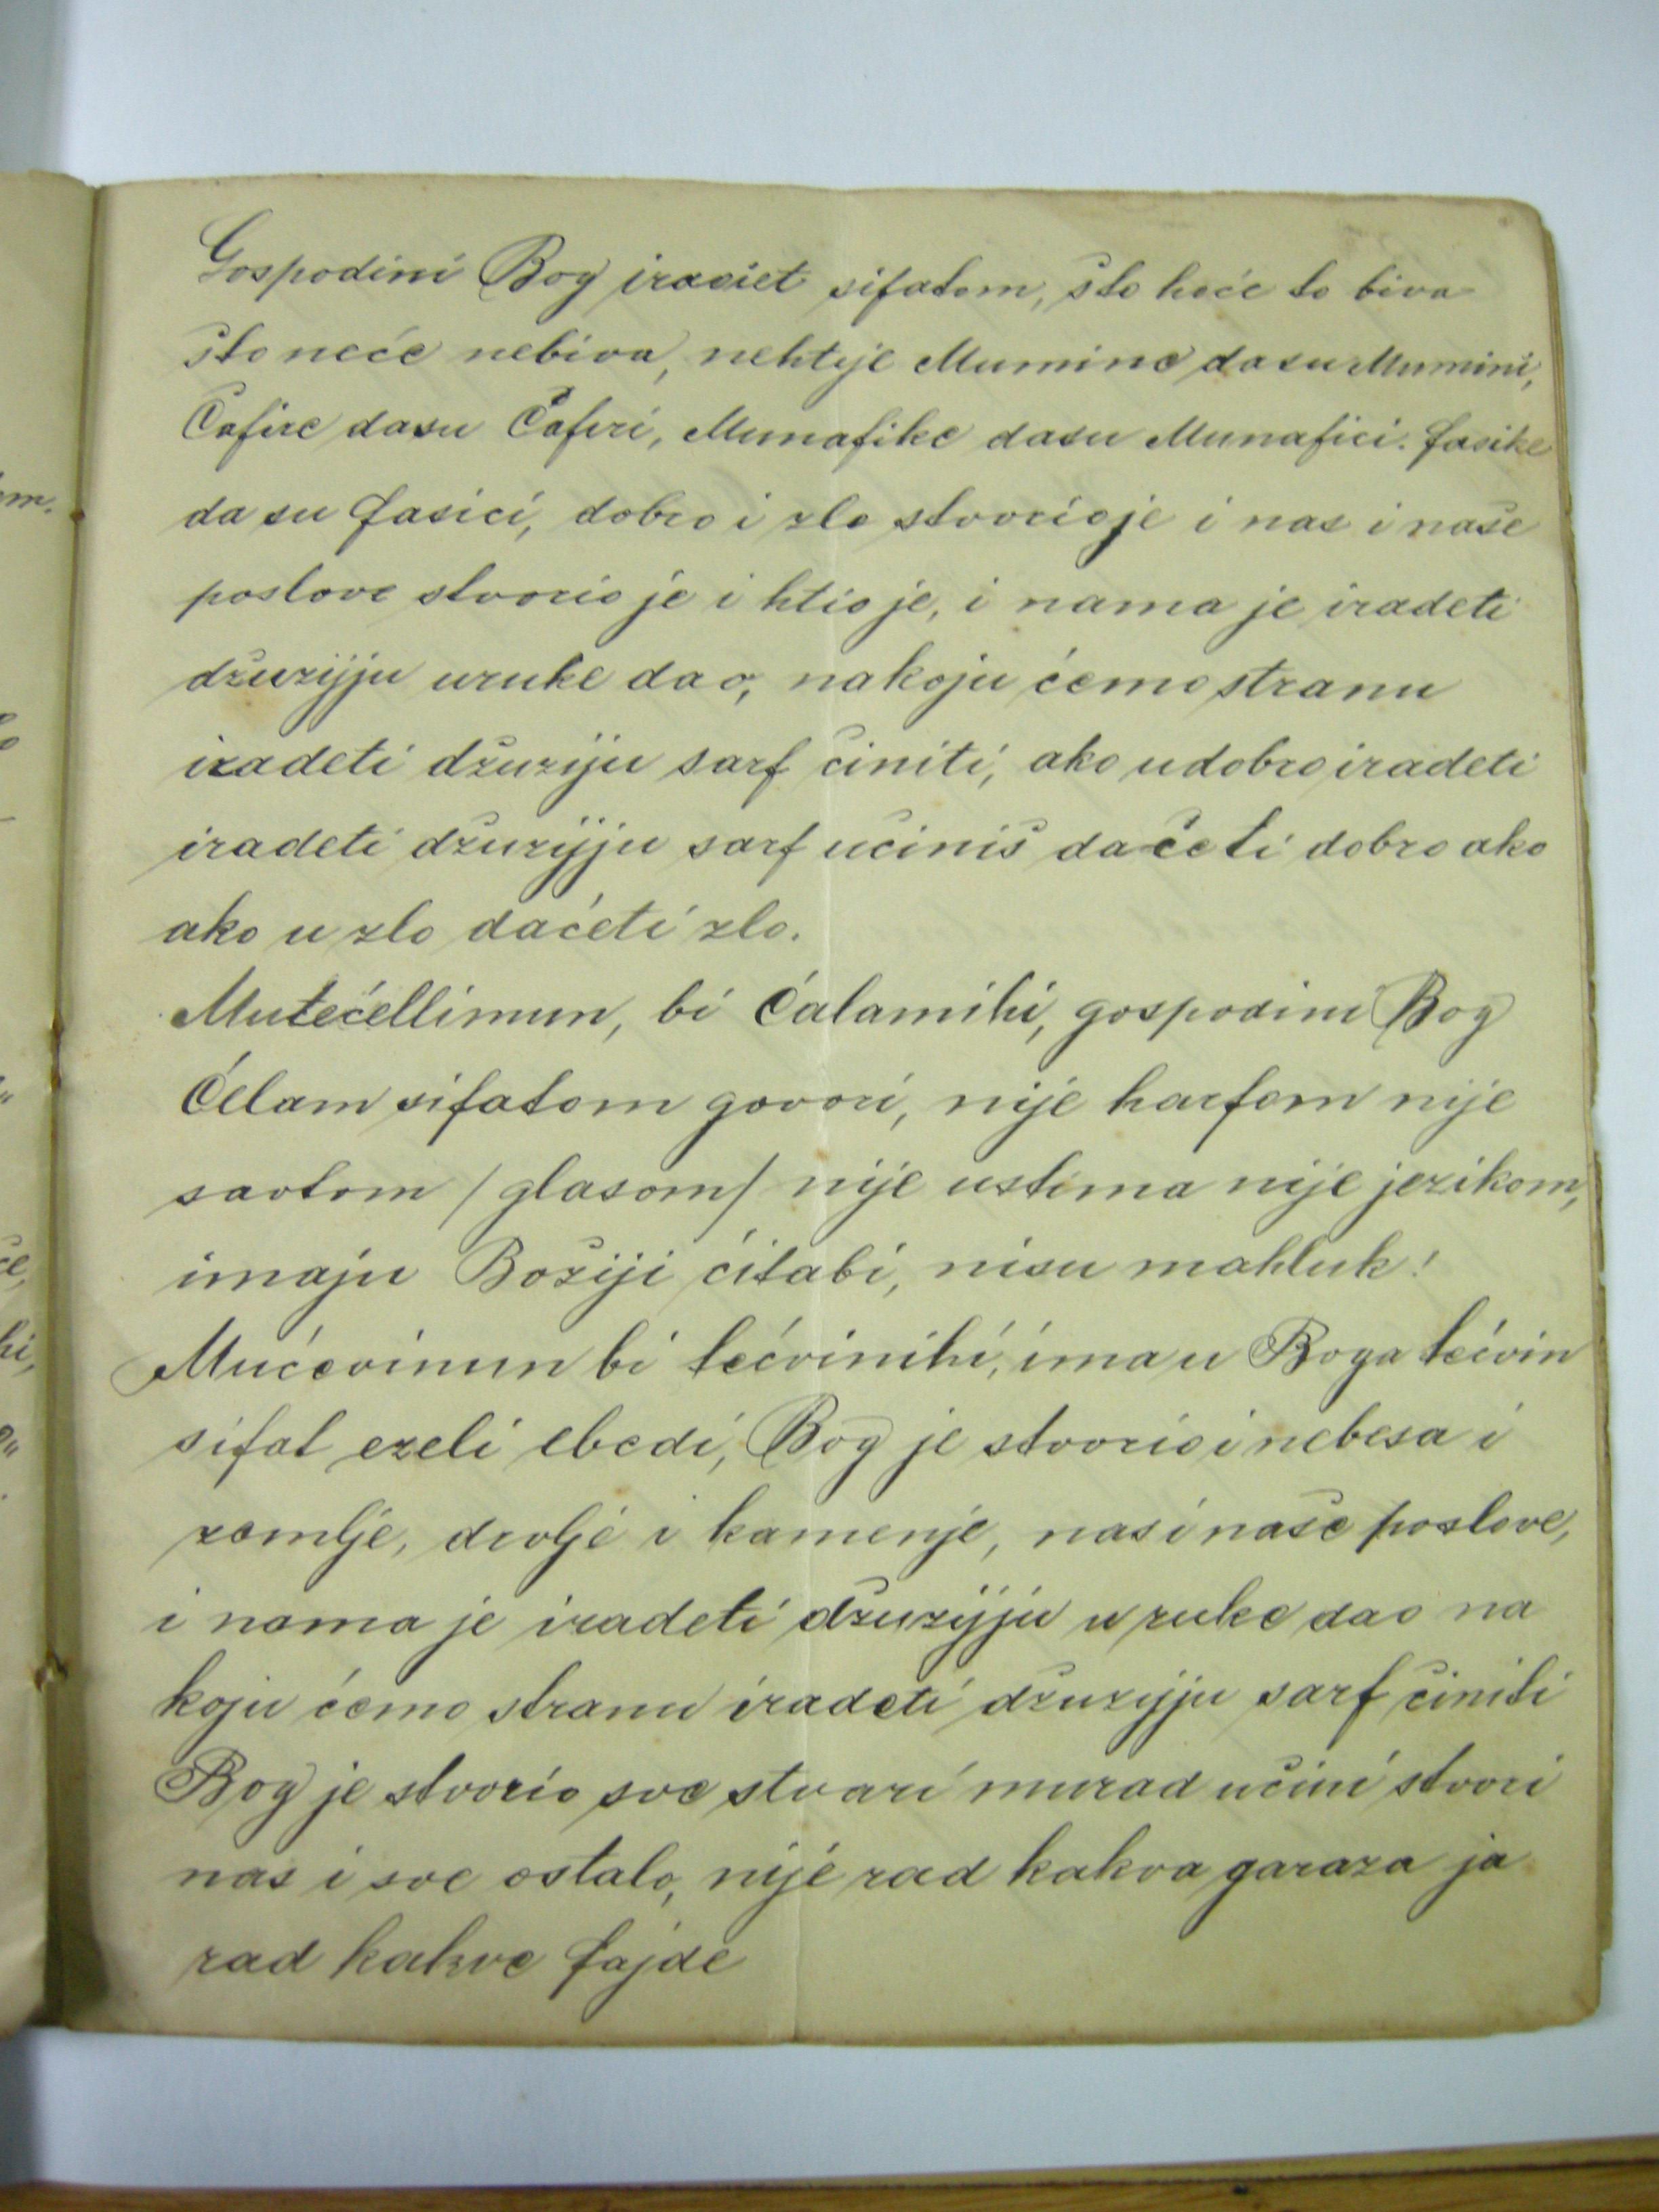 Gospodini Bog iradet sifatom, što hoće to biva
što neće nebiva, nehtije Mumine dasu Mumini,
Ćafire dasu Ćafiri, Munafike dasu Munafici. fasike
da su fasici, dobro i zlo stvorioje i nas i naše
poslove stvorio je i htio je, i nama je iradeti
džuzijju uruke dao, nakoju ćemo stranu
iradeti džuziju sarf činiti, ako udobro iradeti
iradeti džuzijju sarf učiniš daćeti dobro ako
ako u zlo daćeti zlo.
Mutećellimun, bi Ćalamihi, gospodini Bog
Ćelam sifatom govori, nije harfom nije
savtom / glasom / nije ustima nije jezikom,
imaju Božiji ćitabi, nisu mahluk!
Mućevinun bi tećvinihi, ima u Boga tećvin
sifat ezeli ebedi, Bog je stvorio i nebesa i
zemlje, drvlje i kamenje, nas i naše poslove,
i nama je iradeti džuzijju u ruke dao na
koju ćemo stranu iradeti džuzijju sarf činiti
Bog je stvorio sve stvari murad učini stvori
nas i sve ostalo, nije rad kakva garaza ja
rad kakve fajde